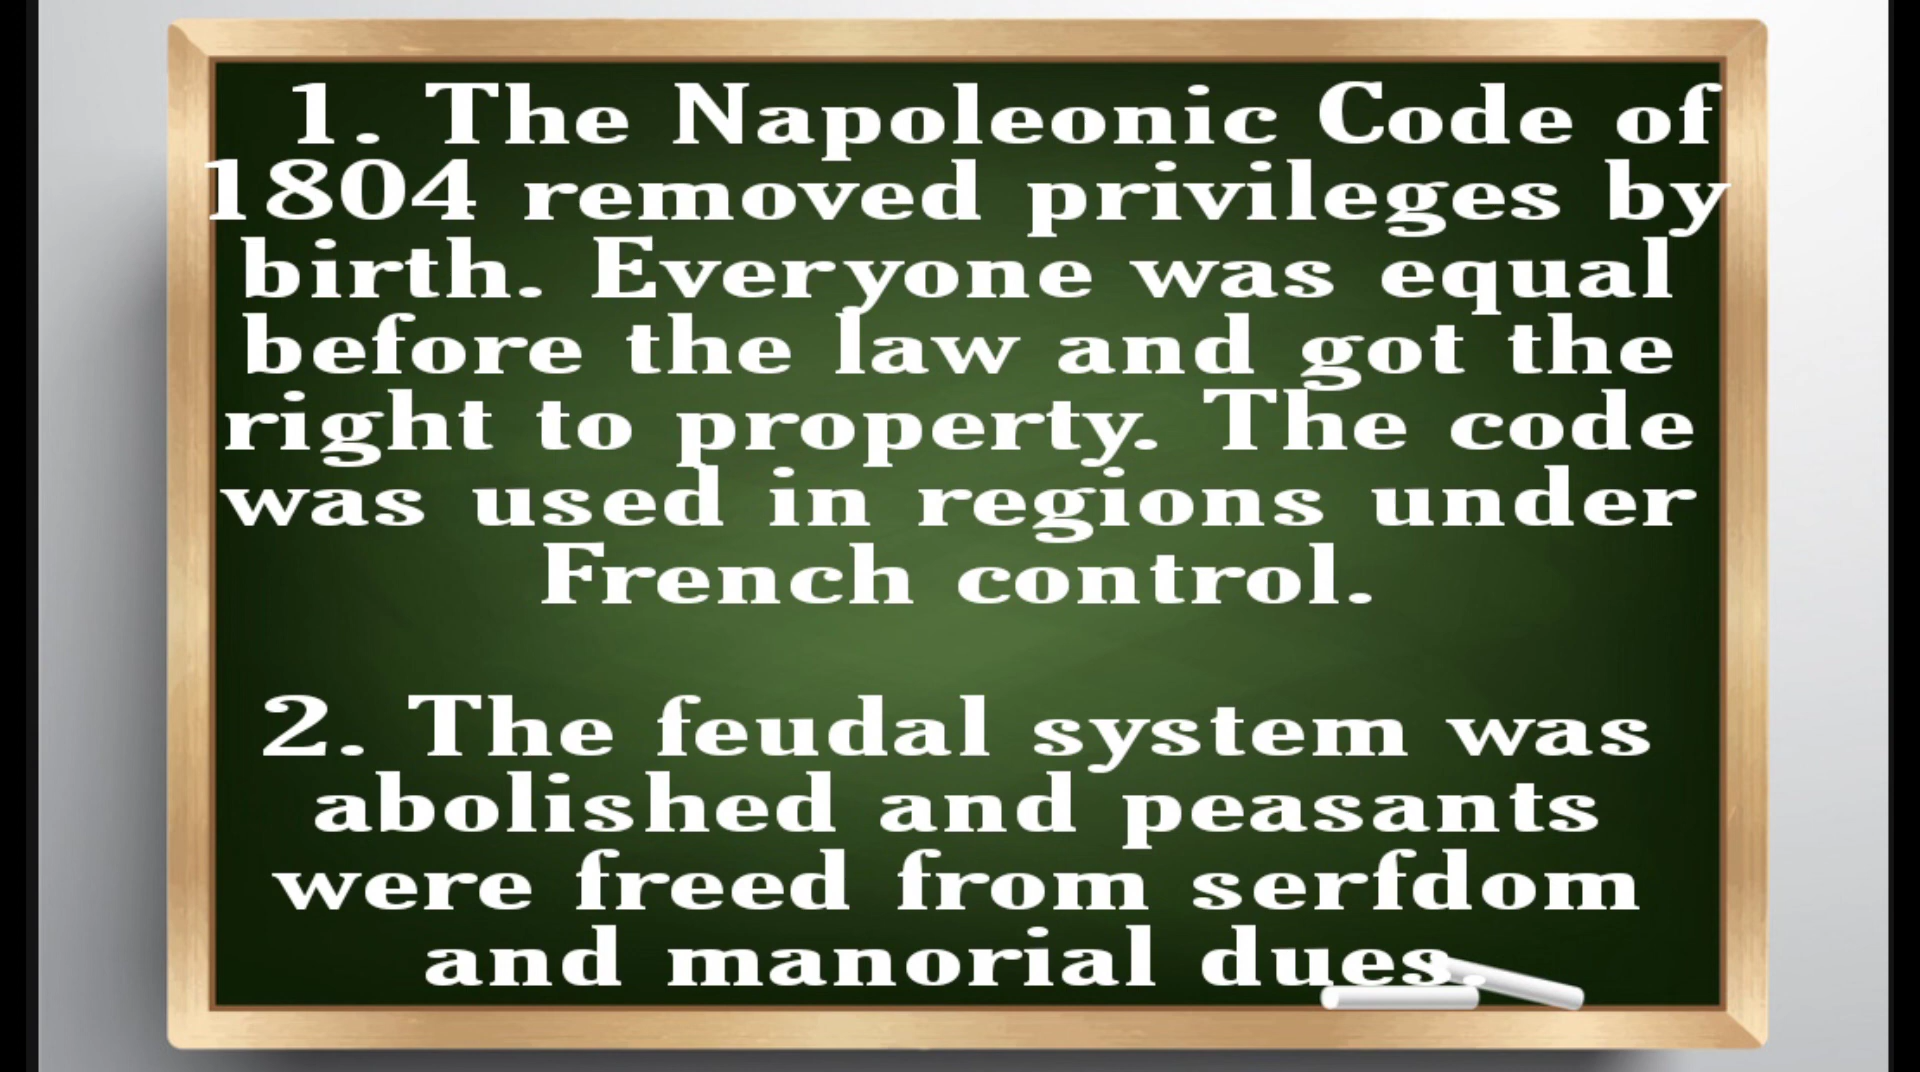 1. The Napoleonic Code of
1804 removed privileges by
birth. Everyone was equal
before the law and got the
right to property. The code
was used in regions under
French control.
2. The feudal system was
abolished and peasants
were freed from serfdom
and manorial dues.